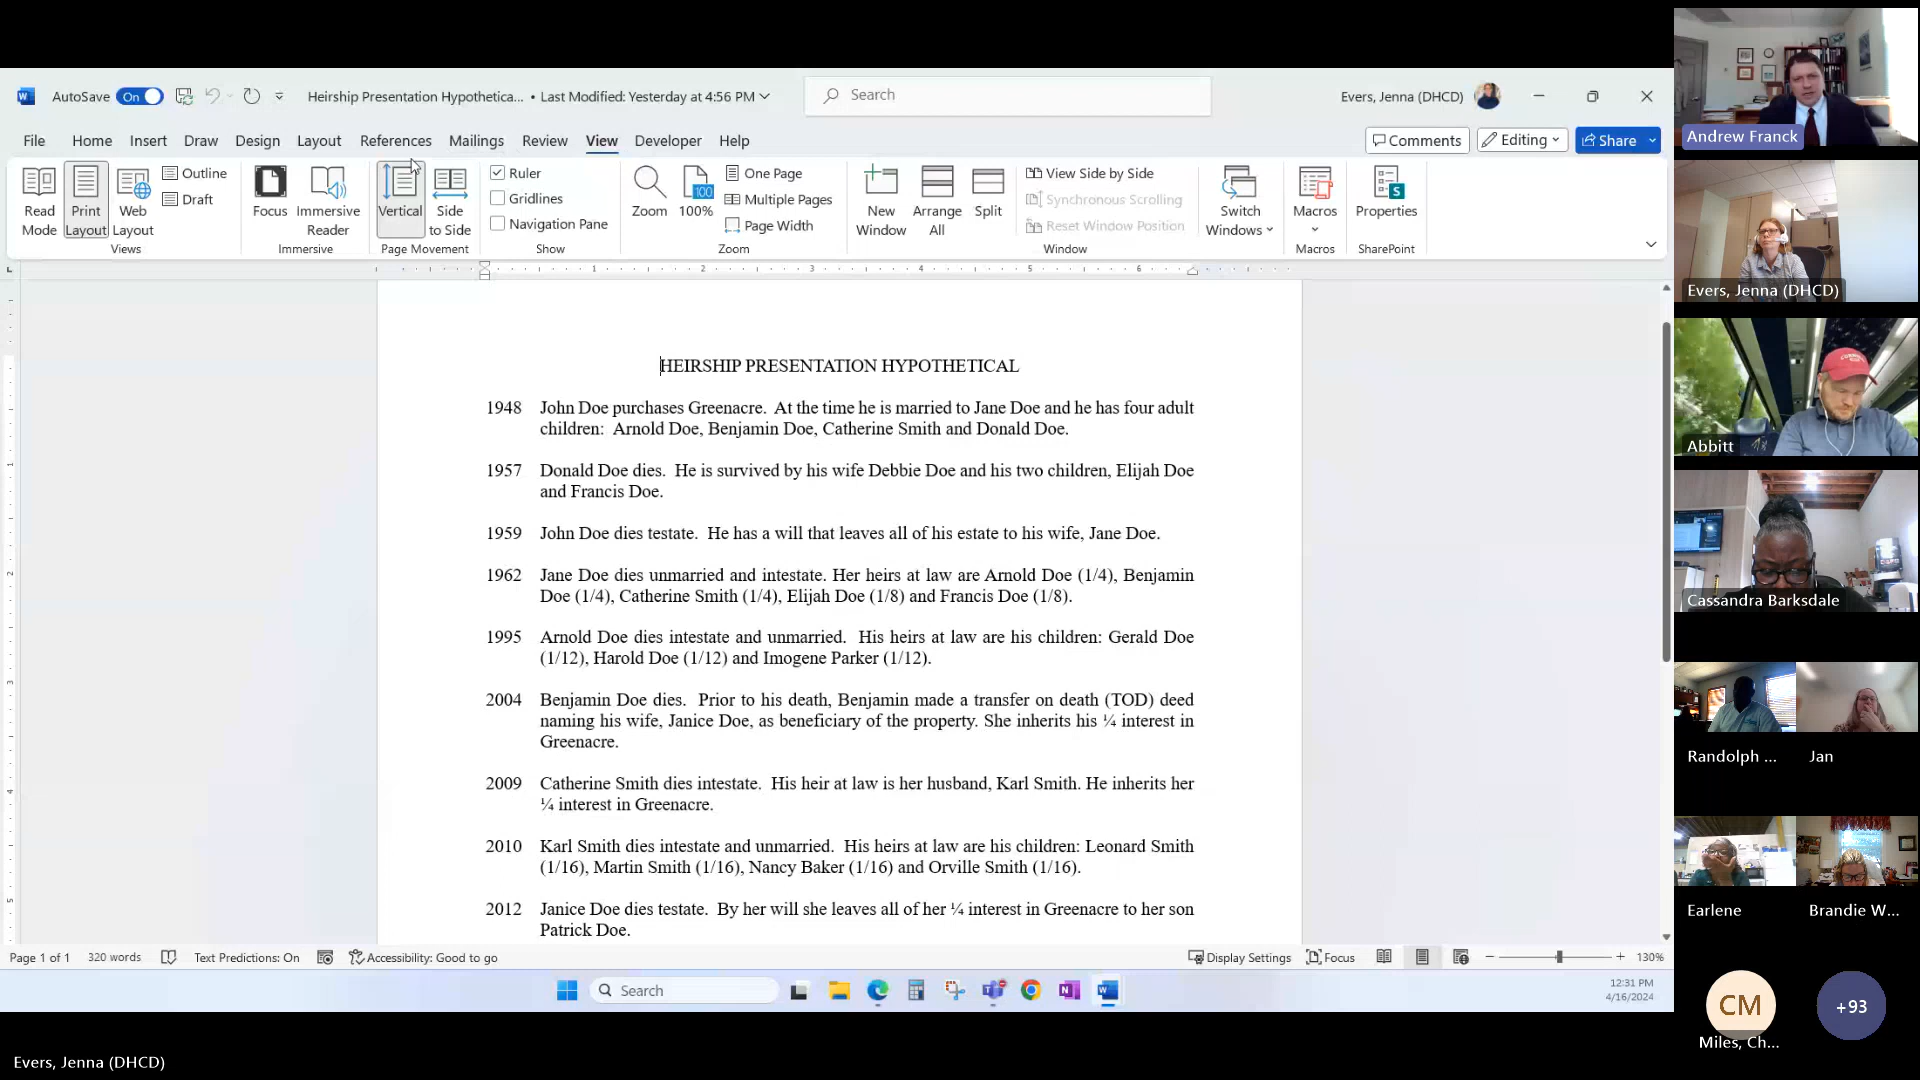 AutoSave On
Heirship Presentation Hypothetica... • Last Modified: Yesterday at 4:56 PM
Search
Evers, Jenna (DHCD)
File Home Insert Draw Design Layout References Mailings Review View Developer Help
Comments Editing Share
Read Mode
Print Layout
Web Layout
Outline
Draft
Views
Focus
Immersive Reader
Immersive
Vertical
Side to Side
Page Movement
Ruler
Gridlines
Navigation Pane
Show
Zoom
100
100%
One Page
Multiple Pages
Page Width
Zoom
New Window
Arrange All
Split
View Side by Side
Synchronous Scrolling
Reset Window Position
Window
Switch Windows
Macros
Macros
Properties
SharePoint
1 2 3 4 5 6
HEIRSHIP PRESENTATION HYPOTHETICAL
1948 John Doe purchases Greenacre. At the time he is married to Jane Doe and he has four adult
children: Arnold Doe, Benjamin Doe, Catherine Smith and Donald Doe.
1957 Donald Doe dies. He is survived by his wife Debbie Doe and his two children, Elijah Doe
and Francis Doe.
1959 John Doe dies testate. He has a will that leaves all of his estate to his wife, Jane Doe.
1962 Jane Doe dies unmarried and intestate. Her heirs at law are Arnold Doe (1/4), Benjamin
Doe (1/4), Catherine Smith (1/4), Elijah Doe (1/8) and Francis Doe (1/8).
1995 Arnold Doe dies intestate and unmarried. His heirs at law are his children: Gerald Doe
(1/12), Harold Doe (1/12) and Imogene Parker (1/12).
2004 Benjamin Doe dies. Prior to his death, Benjamin made a transfer on death (TOD) deed
naming his wife, Janice Doe, as beneficiary of the property. She inherits his ¼ interest in
Greenacre.
2009 Catherine Smith dies intestate. His heir at law is her husband, Karl Smith. He inherits her
¼ interest in Greenacre.
2010 Karl Smith dies intestate and unmarried. His heirs at law are his children: Leonard Smith
(1/16), Martin Smith (1/16), Nancy Baker (1/16) and Orville Smith (1/16).
2012 Janice Doe dies testate. By her will she leaves all of her ¼ interest in Greenacre to her son
Patrick Doe.
Page 1 of 1 320 words Text Predictions: On Accessibility: Good to go
Display Settings Focus 130%
Search
12:31 PM
4/16/2024
Evers, Jenna (DHCD)
Andrew Franck
Evers, Jenna (DHCD)
Abbitt
Cassandra Barksdale
Randolph ...
Jan
Earlene
Brandie W...
CM
Miles, Ch...
+93